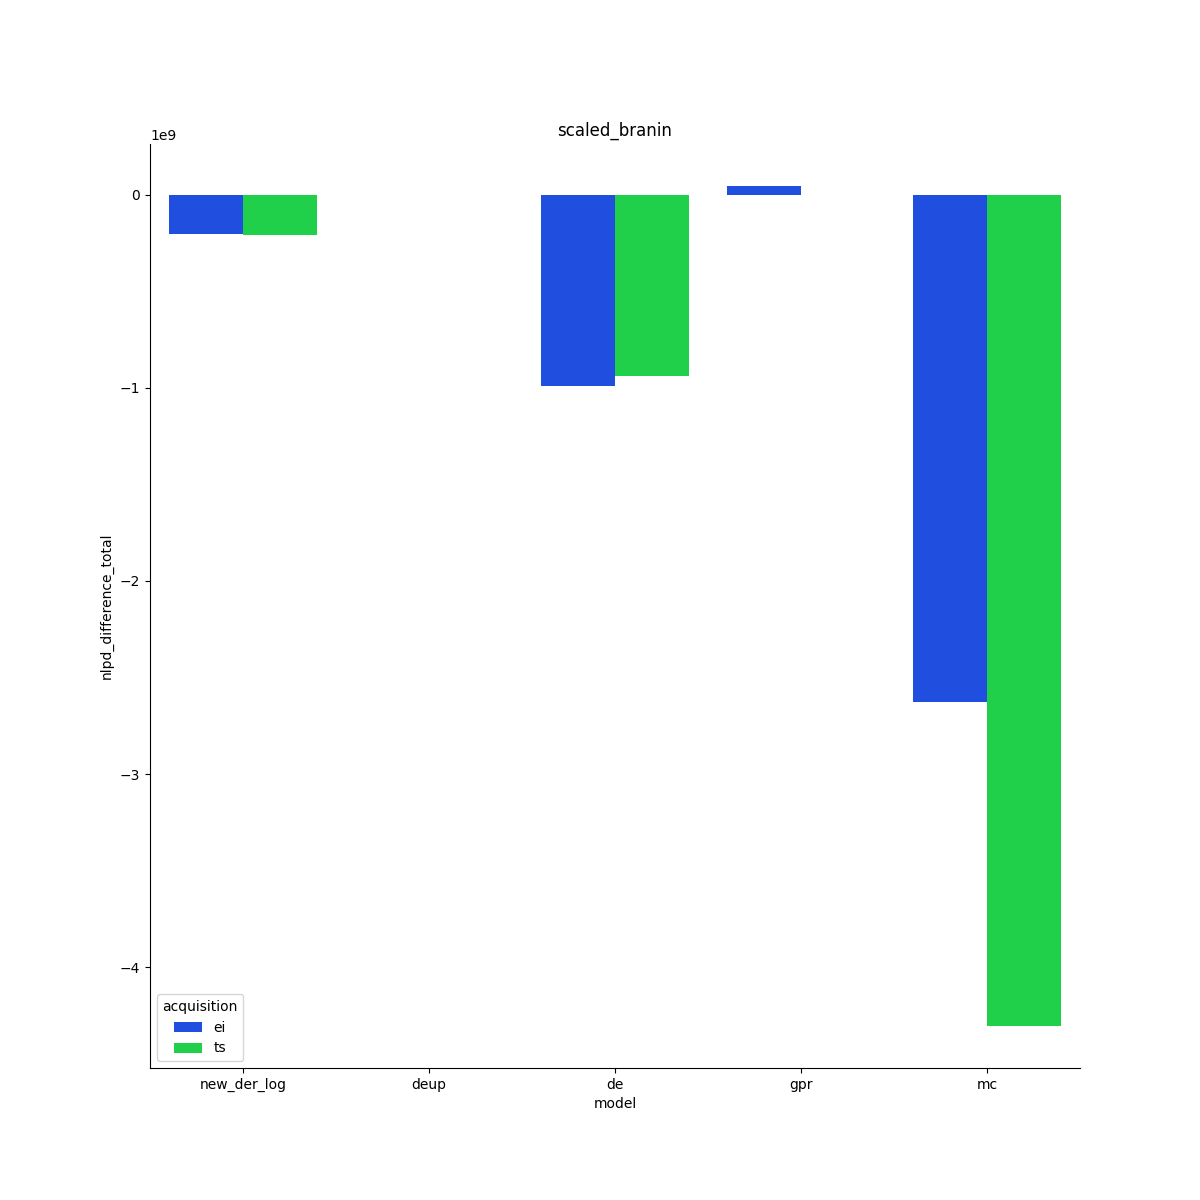 scaled_branin
1e9
0
−1
−2
−3
−4
nlpd_difference_total
acquisition
ei
ts
new_der_log deup de gpr mc
model